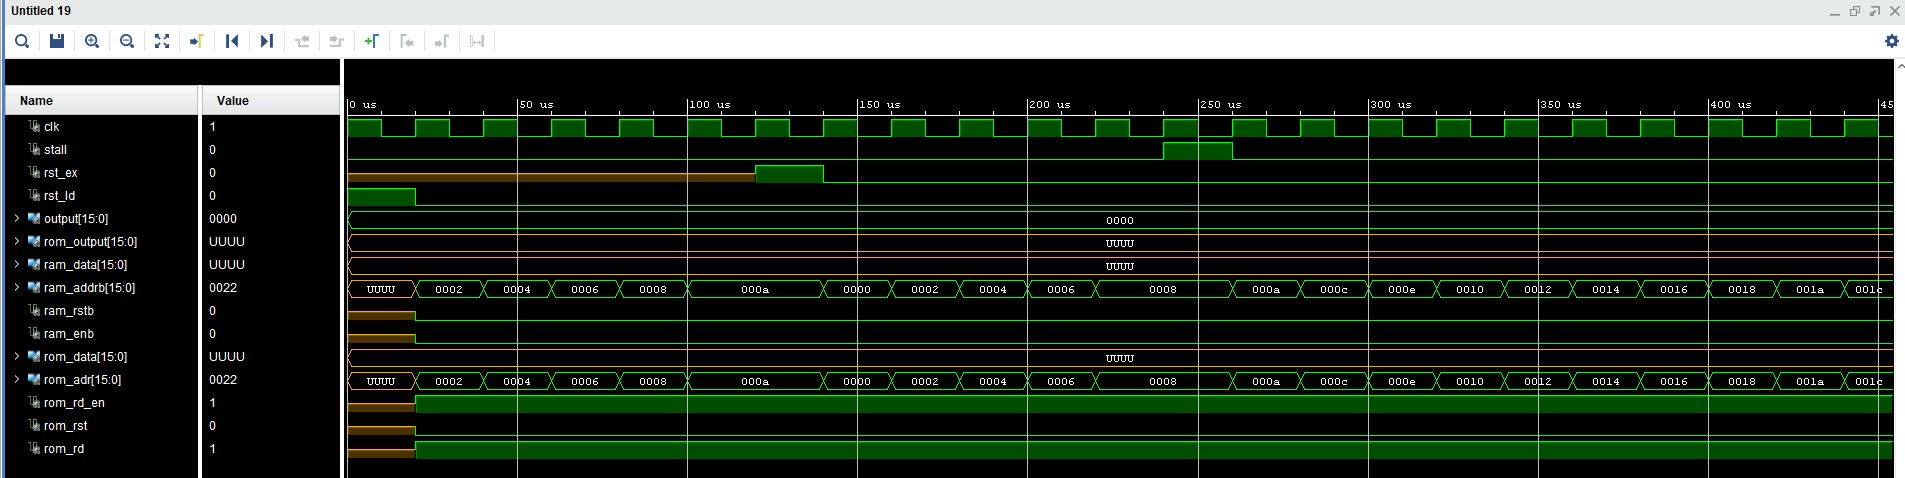 Untitled 19
Name Value
0 us 50 us 100 us 150 us 200 us 250 us 300 us 350 us 400 us 45
clk 1
stall 0
rst_ex 0
rst_ld 0
output[15:0] 0000 0000
rom_output[15:0] UUUU UUUU
ram_data[15:0] UUUU UUUU
ram_addrb[15:0] 0022 UUUU 0002 0004 0006 0008 000a 0000 0002 0004 0006 0008 000a 000c 000e 0010 0012 0014 0016 0018 001a 001c
ram_rstb 0
ram_enb 0
rom_data[15:0] UUUU UUUU
rom_adr[15:0] 0022 UUUU 0002 0004 0006 0008 000a 0000 0002 0004 0006 0008 000a 000c 000e 0010 0012 0014 0016 0018 001a 001c
rom_rd_en 1
rom_rst 0
rom_rd 1